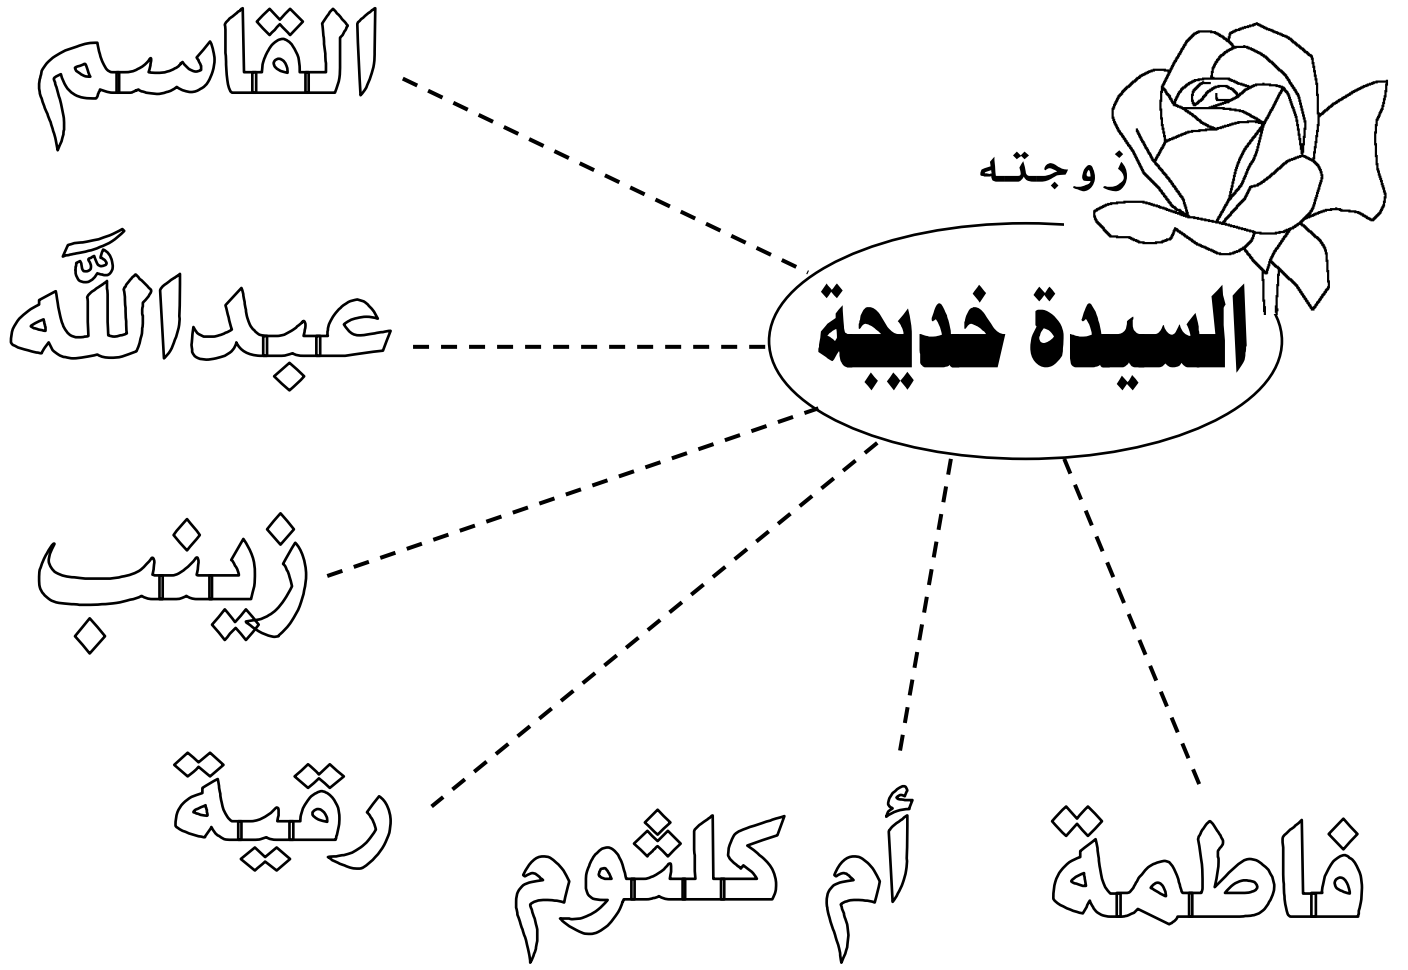 القاسم
زوجته
السيدة خديجة
عبدالله
زينب
رقية
أم كلثوم
فاطمة